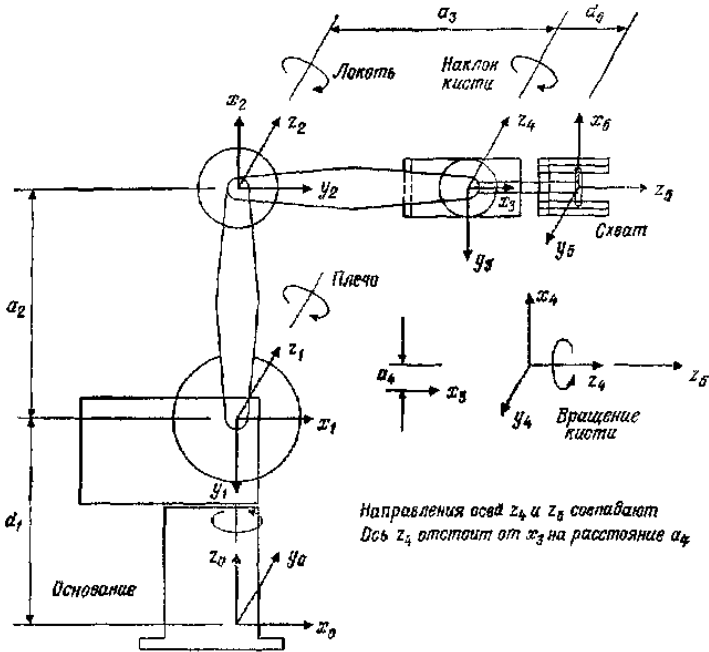 a₃
d₆
Локоть
Наклон
кисти
x₂
z₂
z₄
x₆
y₂
x₃
z₅
Схват
y₃
y₆
a₂
Плечо
z₁
x₄
a₄
x₃
z₄
z₅
x₁
y₁
y₄
Вращение
кисти
d₁
Направления осей z₄ и z₅ совпадают
Ось z₄ отстоит от x₃ на расстояние a₄
z₀
y₀
Основание
x₀